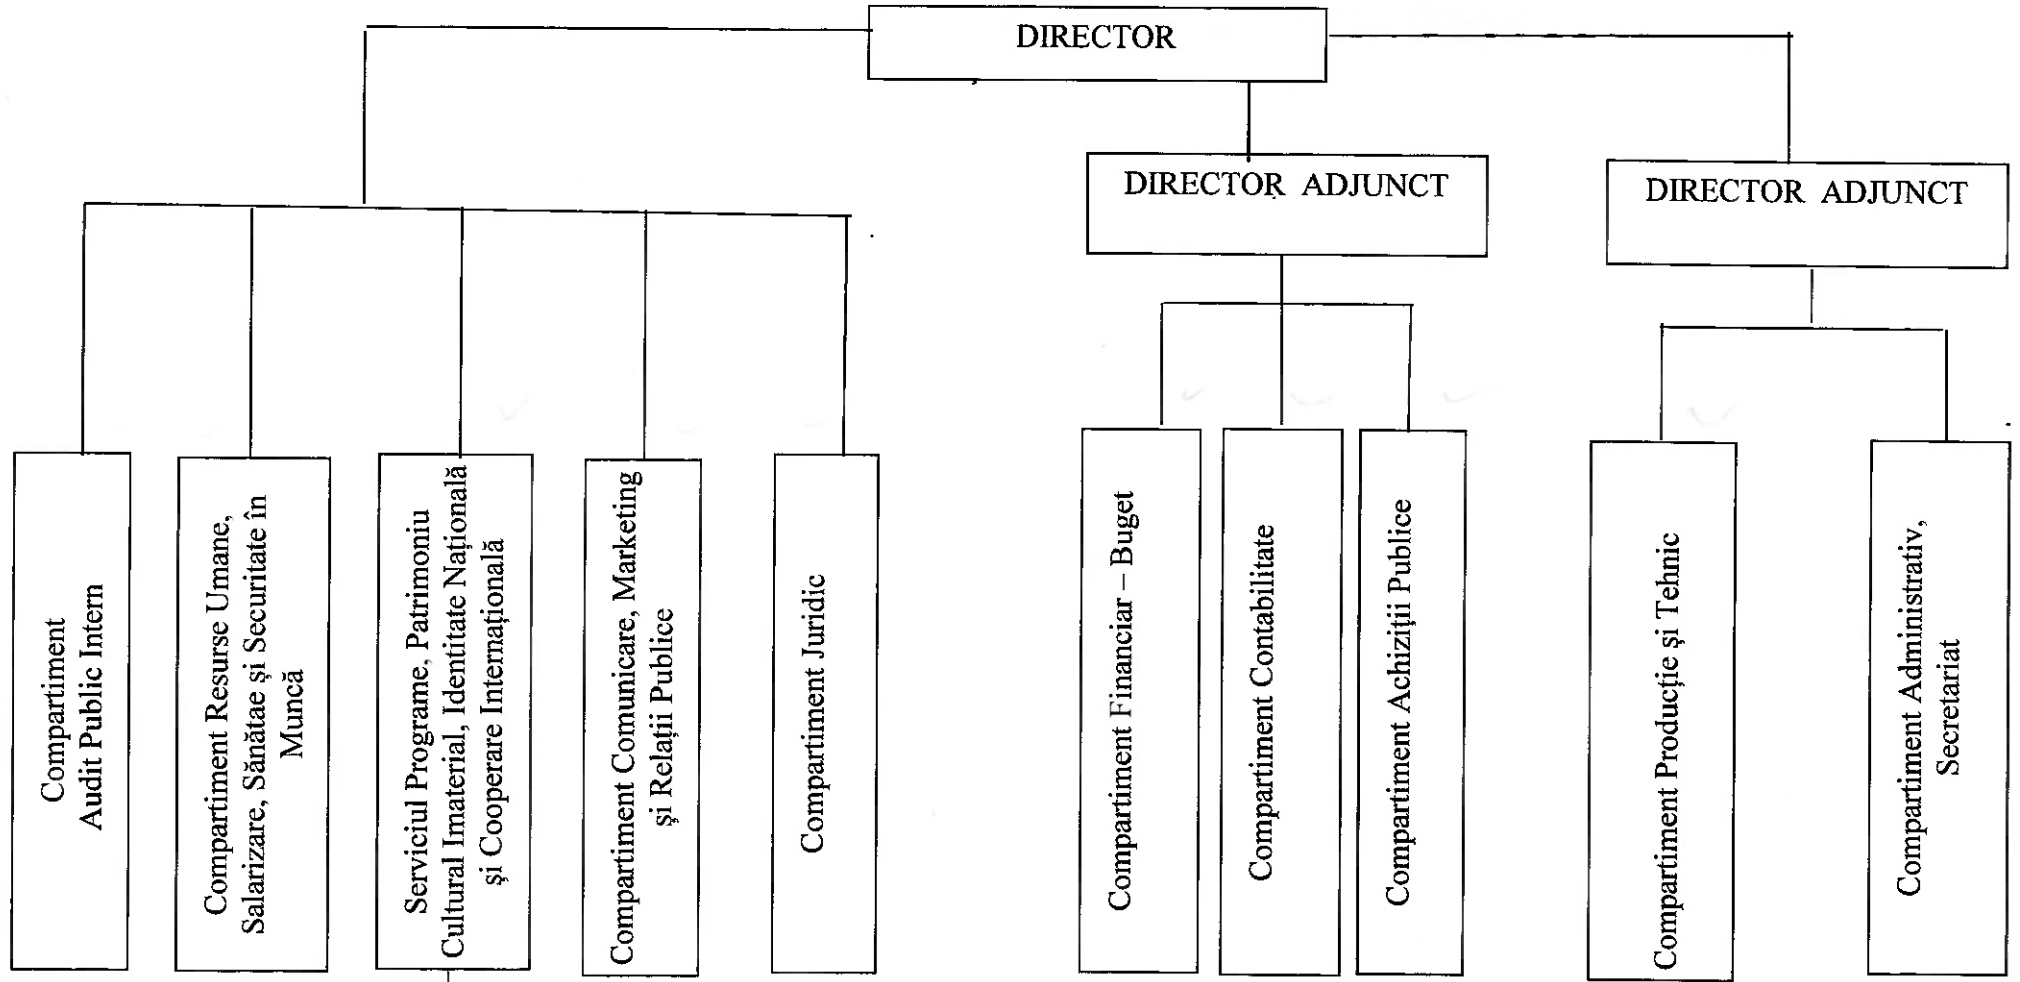 DIRECTOR
DIRECTOR ADJUNCT
DIRECTOR ADJUNCT
Compartiment
Audit Public Intern
Compartiment Resurse Umane,
Salarizare, Sănătae și Securitate în
Muncă
Serviciul Programe, Patrimoniu
Cultural Imaterial, Identitate Națională
și Cooperare Internațională
Compartiment Comunicare, Marketing
și Relații Publice
Compartiment Juridic
Compartiment Financiar – Buget
Compartiment Contabilitate
Compartiment Achiziții Publice
Compartiment Producție și Tehnic
Compartiment Administrativ,
Secretariat